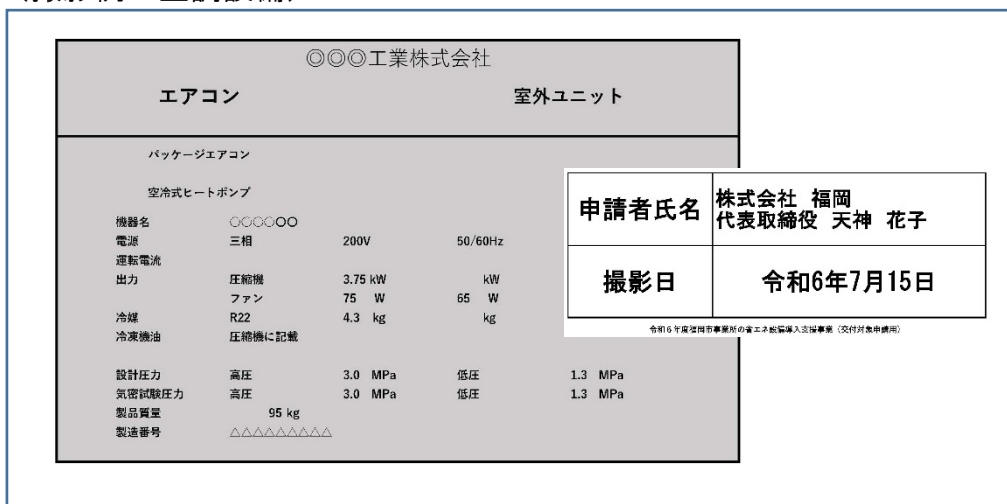 ◎◎◎工業株式会社
エアコン 室外ユニット
パッケージエアコン
空冷式ヒートポンプ
機器名 ○○○○○○
電源 三相 200V 50/60Hz
運転電流
出力 圧縮機 3.75 kW kW
ファン 75 W 65 W
冷媒 R22 4.3 kg kg
冷凍機油 圧縮機に記載
設計圧力 高圧 3.0 MPa 低圧 1.3 MPa
気密試験圧力 高圧 3.0 MPa 低圧 1.3 MPa
製品質量 95 kg
製造番号 △△△△△△△△△
申請者氏名 株式会社 福岡
代表取締役 天神 花子
撮影日 令和6年7月15日
令和6年度福岡市事業所の省エネ設備導入支援事業（交付対象申請用）